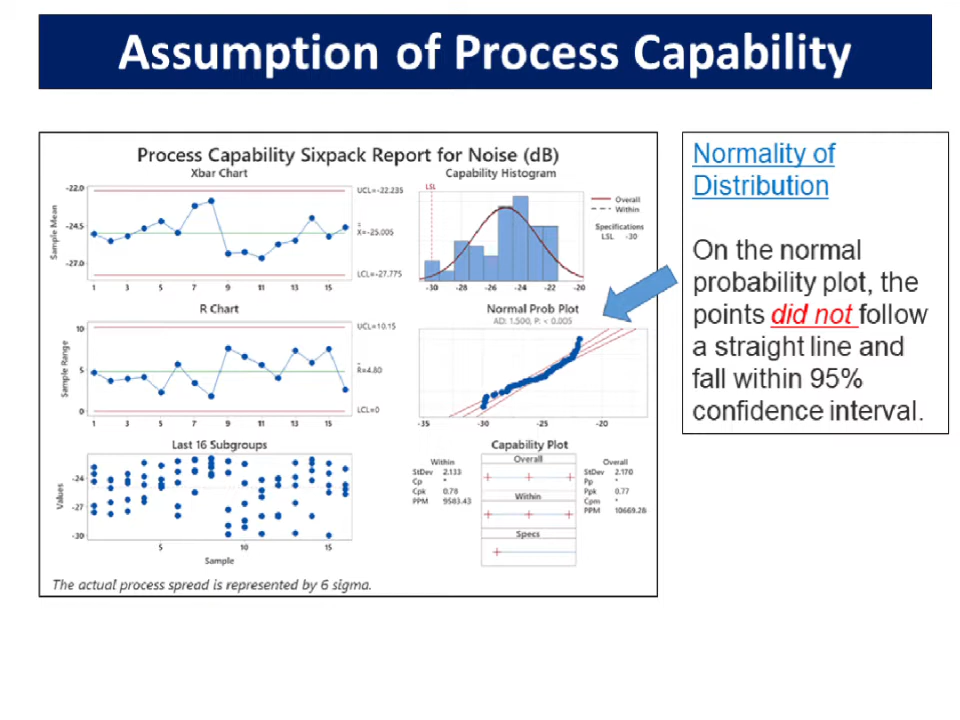 Assumption of Process Capability
Process Capability Sixpack Report for Noise (dB)
Xbar Chart
Sample Mean
-22.0
-24.5
-27.0
UCL=-22.235
X=-25.005
LCL=-27.775
1 3 5 7 9 11 13 15
Capability Histogram
LSL
Overall
Within
Specifications
LSL -30
-30 -28 -26 -24 -22 -20
R Chart
Sample Range
10
5
0
UCL=10.15
R=4.80
LCL=0
1 3 5 7 9 11 13 15
Normal Prob Plot
AD: 1.500, P: < 0.005
-35 -30 -25 -20
Last 16 Subgroups
Values
-24
-27
-30
5 10 15
Sample
Capability Plot
Within
StDev 2.133
Cp *
Cpk 0.78
PPM 9583.43
Overall
Within
Specs
Overall
StDev 2.170
Pp *
Ppk 0.77
Cpm *
PPM 10669.28
The actual process spread is represented by 6 sigma.
Normality of
Distribution
On the normal
probability plot, the
points did not follow
a straight line and
fall within 95%
confidence interval.